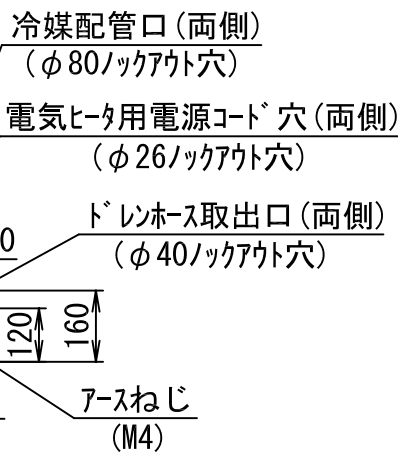 冷媒配管口(両側)
(φ80ﾉｯｸｱｳﾄ穴)
電気ﾋｰﾀ用電源ｺｰﾄﾞ穴(両側)
(φ26ﾉｯｸｱｳﾄ穴)
ﾄﾞﾚﾝﾎｰｽ取出口(両側)
0
(φ40ﾉｯｸｱｳﾄ穴)
120
160
ｱｰｽねじ
(M4)